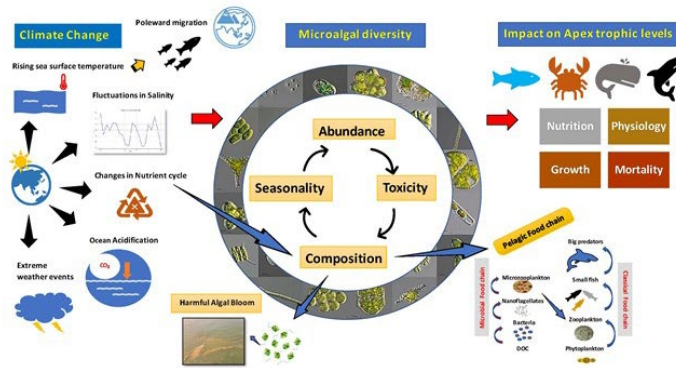 Climate Change
Poleward migration
Rising sea surface temperature
Fluctuations in Salinity
Changes in Nutrient cycle
Ocean Acidification
CO₂
Extreme
weather events
Microalgal diversity
Abundance
Seasonality
Toxicity
Composition
Harmful Algal Bloom
Impact on Apex trophic levels
Nutrition
Physiology
Growth
Mortality
Pelagic Food chain
Big predators
Microbial Food chain
Microzooplankton
Small fish
Classical Food chain
Nanoflagellates
Zooplankton
Bacteria
DOC
Phytoplankton